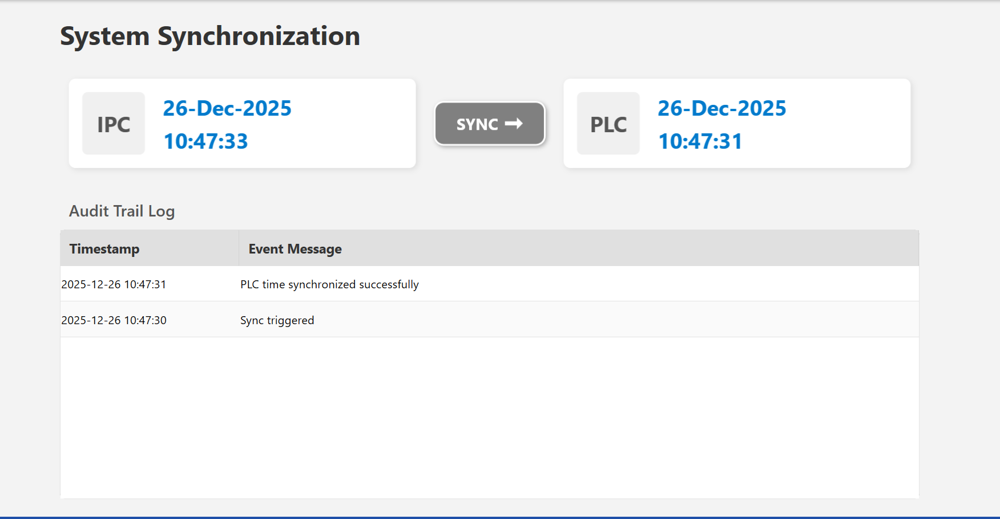 System Synchronization
IPC
26-Dec-2025
10:47:33
SYNC ➞
PLC
26-Dec-2025
10:47:31
Audit Trail Log
Timestamp Event Message
2025-12-26 10:47:31 PLC time synchronized successfully
2025-12-26 10:47:30 Sync triggered